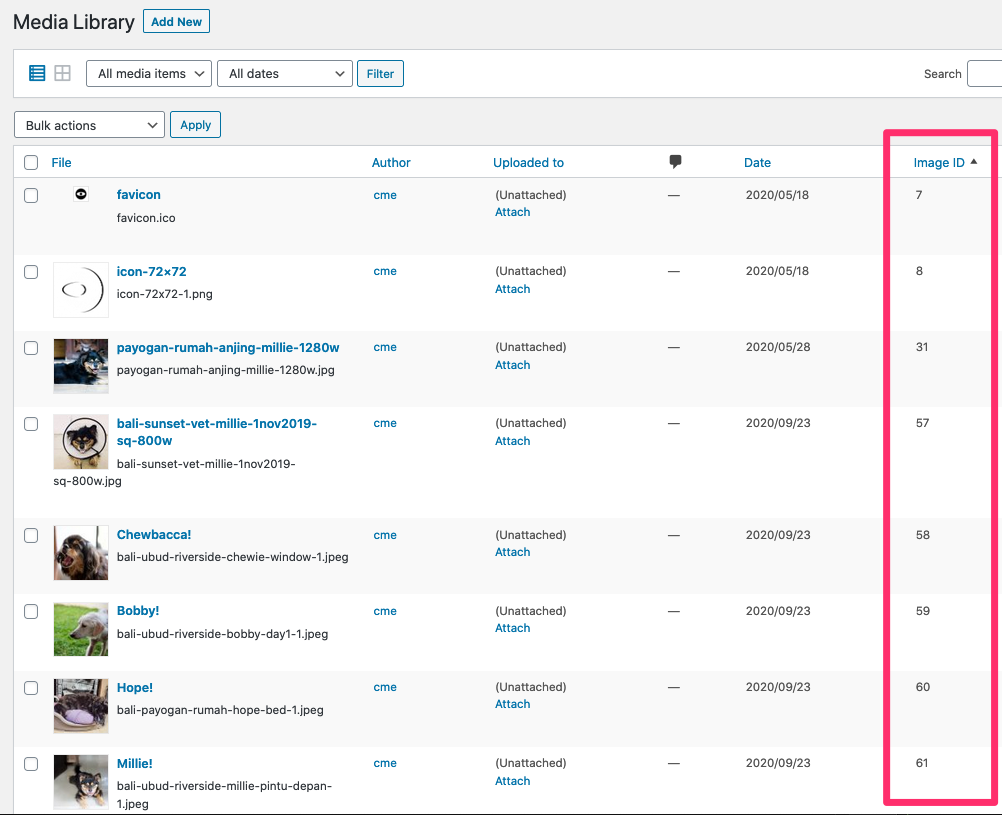 Media Library Add New
All media items All dates Filter Search
Bulk actions Apply
File Author Uploaded to Date Image ID
favicon cme (Unattached) — 2020/05/18 7
favicon.ico Attach
icon-72×72 cme (Unattached) — 2020/05/18 8
icon-72x72-1.png Attach
payogan-rumah-anjing-millie-1280w cme (Unattached) — 2020/05/28 31
payogan-rumah-anjing-millie-1280w.jpg Attach
bali-sunset-vet-millie-1nov2019- cme (Unattached) — 2020/09/23 57
sq-800w Attach
bali-sunset-vet-millie-1nov2019-
sq-800w.jpg
Chewbacca! cme (Unattached) — 2020/09/23 58
bali-ubud-riverside-chewie-window-1.jpeg Attach
Bobby! cme (Unattached) — 2020/09/23 59
bali-ubud-riverside-bobby-day1-1.jpeg Attach
Hope! cme (Unattached) — 2020/09/23 60
bali-payogan-rumah-hope-bed-1.jpeg Attach
Millie! cme (Unattached) — 2020/09/23 61
bali-ubud-riverside-millie-pintu-depan- Attach
1.jpeg